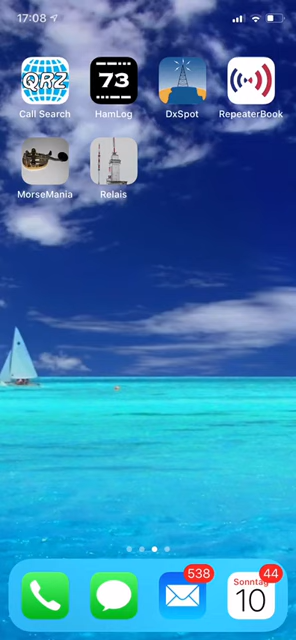 17:08
QRZ
73
Call Search
HamLog
DxSpot
RepeaterBook
MorseMania
Relais
538
44
Sonntag
10